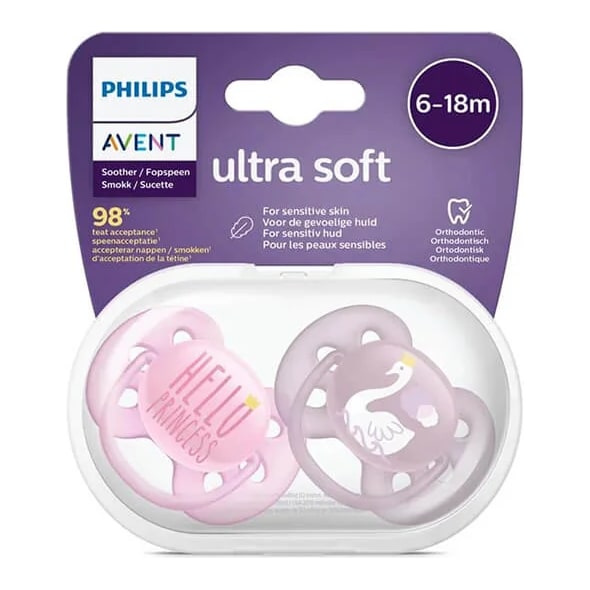 PHILIPS
AVENT
Soother / Fopspeen
Smokk / Sucette
ultra soft
6-18m
98%
teat acceptance¹
speenacceptatie¹
accepterar nappen / smokken¹
d'acceptation de la tétine¹
For sensitive skin
Voor de gevoelige huid
For sensitiv hud
Pour les peaux sensibles
Orthodontic
Orthodontisch
Ortodontisk
Orthodontique
HELLO
PRINCESS